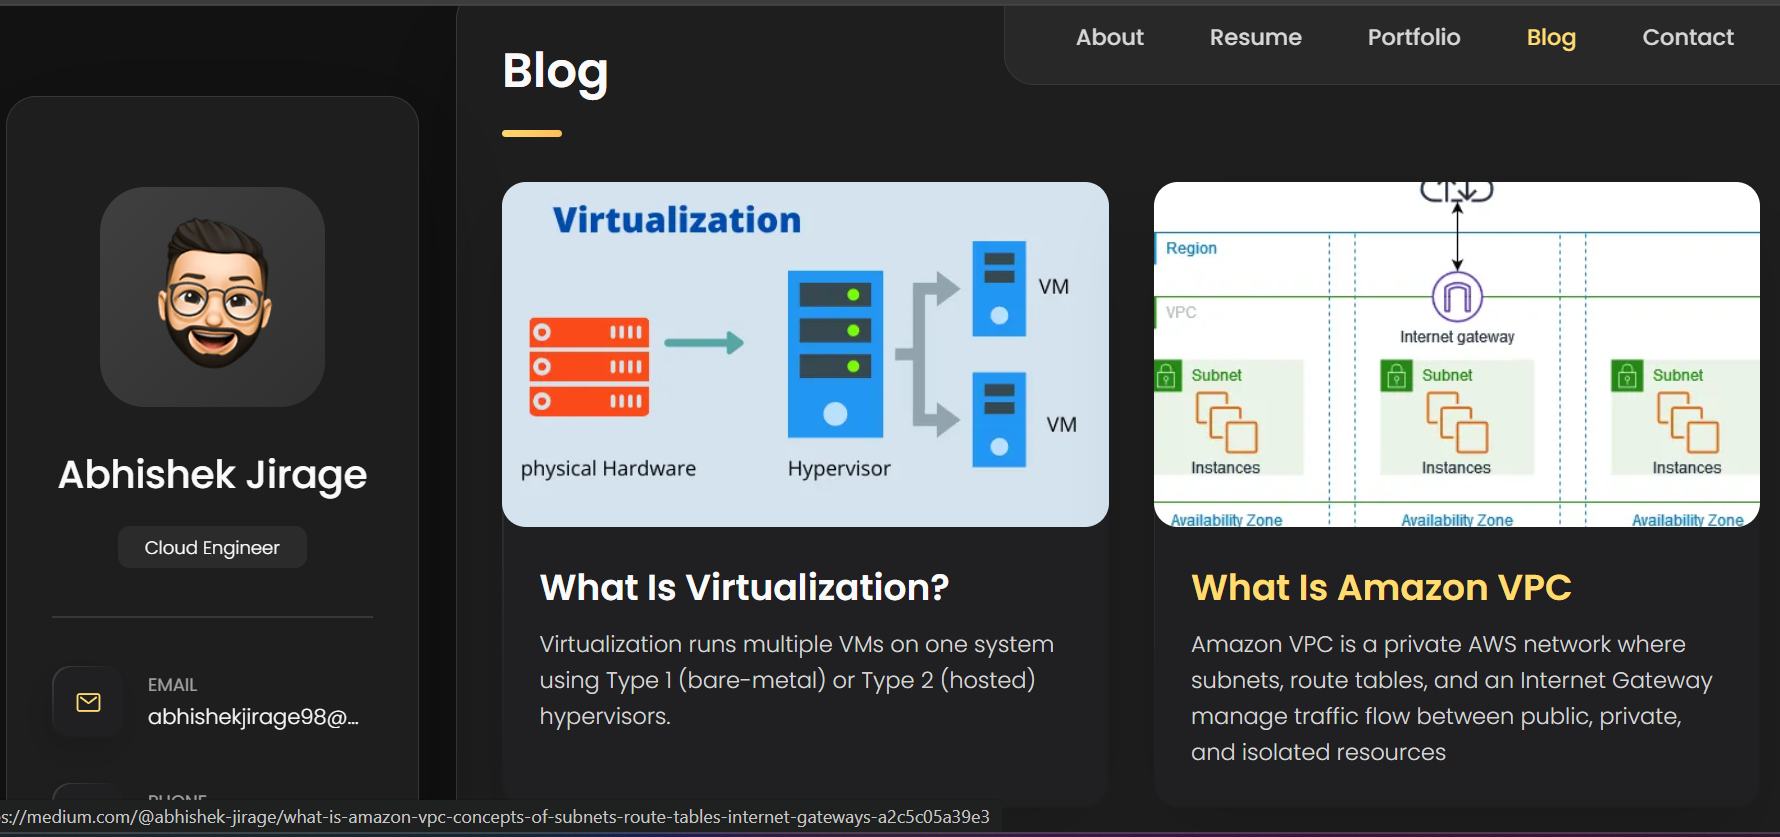 About
Resume
Portfolio
Blog
Contact
Blog
Abhishek Jirage
Cloud Engineer
EMAIL
abhishekjirage98@...
PHONE
Virtualization
physical Hardware
Hypervisor
VM
VM
What Is Virtualization?
Virtualization runs multiple VMs on one system
using Type 1 (bare-metal) or Type 2 (hosted)
hypervisors.
Region
VPC
Internet gateway
Subnet
Subnet
Subnet
Instances
Instances
Instances
Availability Zone
Availability Zone
Availability Zone
What Is Amazon VPC
Amazon VPC is a private AWS network where
subnets, route tables, and an Internet Gateway
manage traffic flow between public, private,
and isolated resources
s://medium.com/@abhishek-jirage/what-is-amazon-vpc-concepts-of-subnets-route-tables-internet-gateways-a2c5c05a39e3